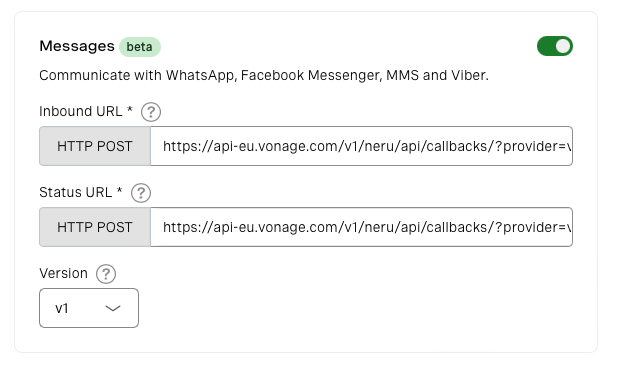 Messages beta
Communicate with WhatsApp, Facebook Messenger, MMS and Viber.
Inbound URL * ?
HTTP POST https://api-eu.vonage.com/v1/neru/api/callbacks/?provider=v
Status URL * ?
HTTP POST https://api-eu.vonage.com/v1/neru/api/callbacks/?provider=v
Version ?
v1